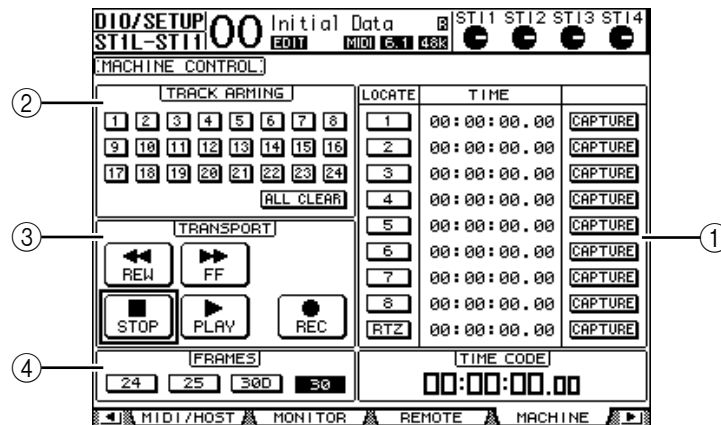 DIO/SETUP 00 Initial Data R ST11 ST12 ST13 ST14
ST1L-ST11 EDIT MIDI 6.1 48k
MACHINE CONTROL
TRACK ARMING
1 2 3 4 5 6 7 8
9 10 11 12 13 14 15 16
17 18 19 20 21 22 23 24
ALL CLEAR
②
TRANSPORT
REW FF
STOP PLAY REC
③
FRAMES
24 25 30D 30
④
LOCATE TIME
1 00:00:00.00 CAPTURE
2 00:00:00.00 CAPTURE
3 00:00:00.00 CAPTURE
4 00:00:00.00 CAPTURE
5 00:00:00.00 CAPTURE
6 00:00:00.00 CAPTURE
7 00:00:00.00 CAPTURE
8 00:00:00.00 CAPTURE
RTZ 00:00:00.00 CAPTURE
①
TIME CODE
00:00:00.00
MIDI/HOST MONITOR REMOTE MACHINE